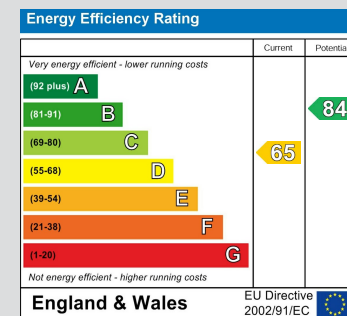 Energy Efficiency Rating
Current Potentia
Very energy efficient - lower running costs
(92 plus) A
(81-91) B
84
(69-80) C
65
(55-68) D
(39-54) E
(21-38) F
(1-20) G
Not energy efficient - higher running costs
England & Wales
EU Directive
2002/91/EC